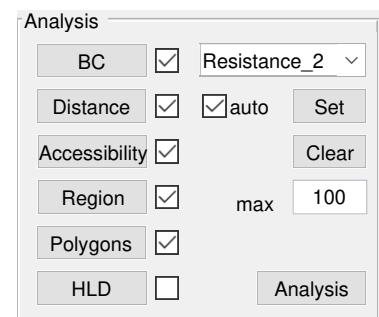 Analysis
BC Resistance_2
Distance auto Set
Accessibility Clear
Region max 100
Polygons
HLD Analysis